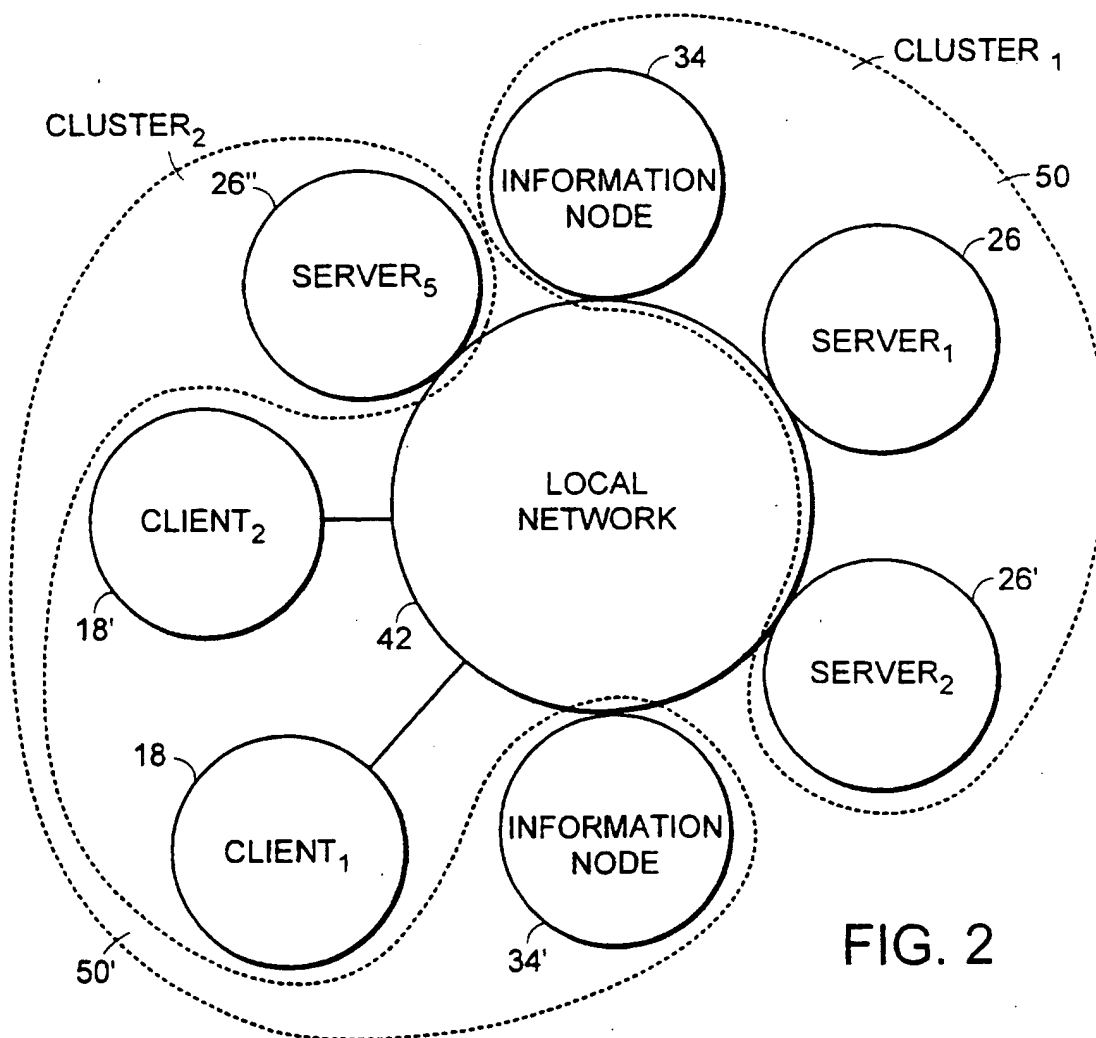 CLUSTER 1
34
CLUSTER2
50
26"
INFORMATION
NODE
26
SERVER5
SERVER1
LOCAL
NETWORK
CLIENT2
26'
18'
42
SERVER2
18
INFORMATION
NODE
CLIENT1
50'
34'
FIG. 2